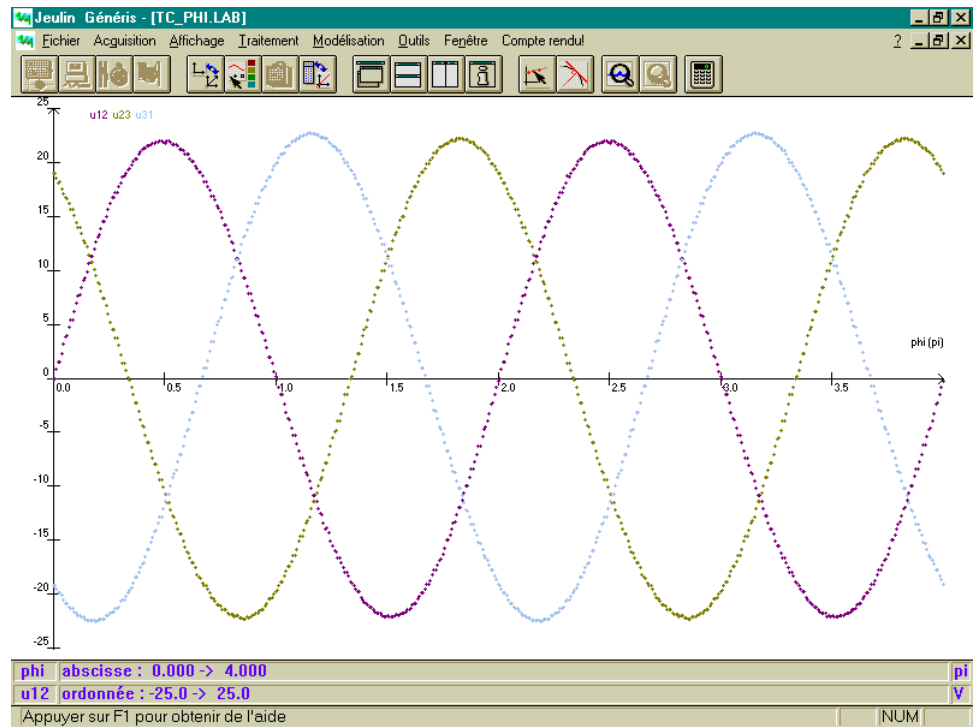 Jeulin Généris - [TC_PHI.LAB]
Fichier Acquisition Affichage Traitement Modélisation Outils Fenêtre Compte rendu! ?
25
u12 u23 u31
20
15
10
5
phi (pi)
0
0.0 0.5 1.0 1.5 2.0 2.5 3.0 3.5
-5
-10
-15
-20
-25
phi abscisse : 0.000 -> 4.000 pi
u12 ordonnée : -25.0 -> 25.0 V
Appuyer sur F1 pour obtenir de l'aide NUM